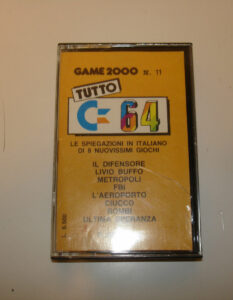 GAME 2000 N. 11
TUTTO
C 64
LE SPIEGAZIONI IN ITALIANO
DI 8 NUOVISSIMI GIOCHI
IL DIFENSORE
LIVIO BUFFO
METROPOLI
FBI
L'AEROPORTO
CIUCCO
BOMBI
ULTIMA SPERANZA